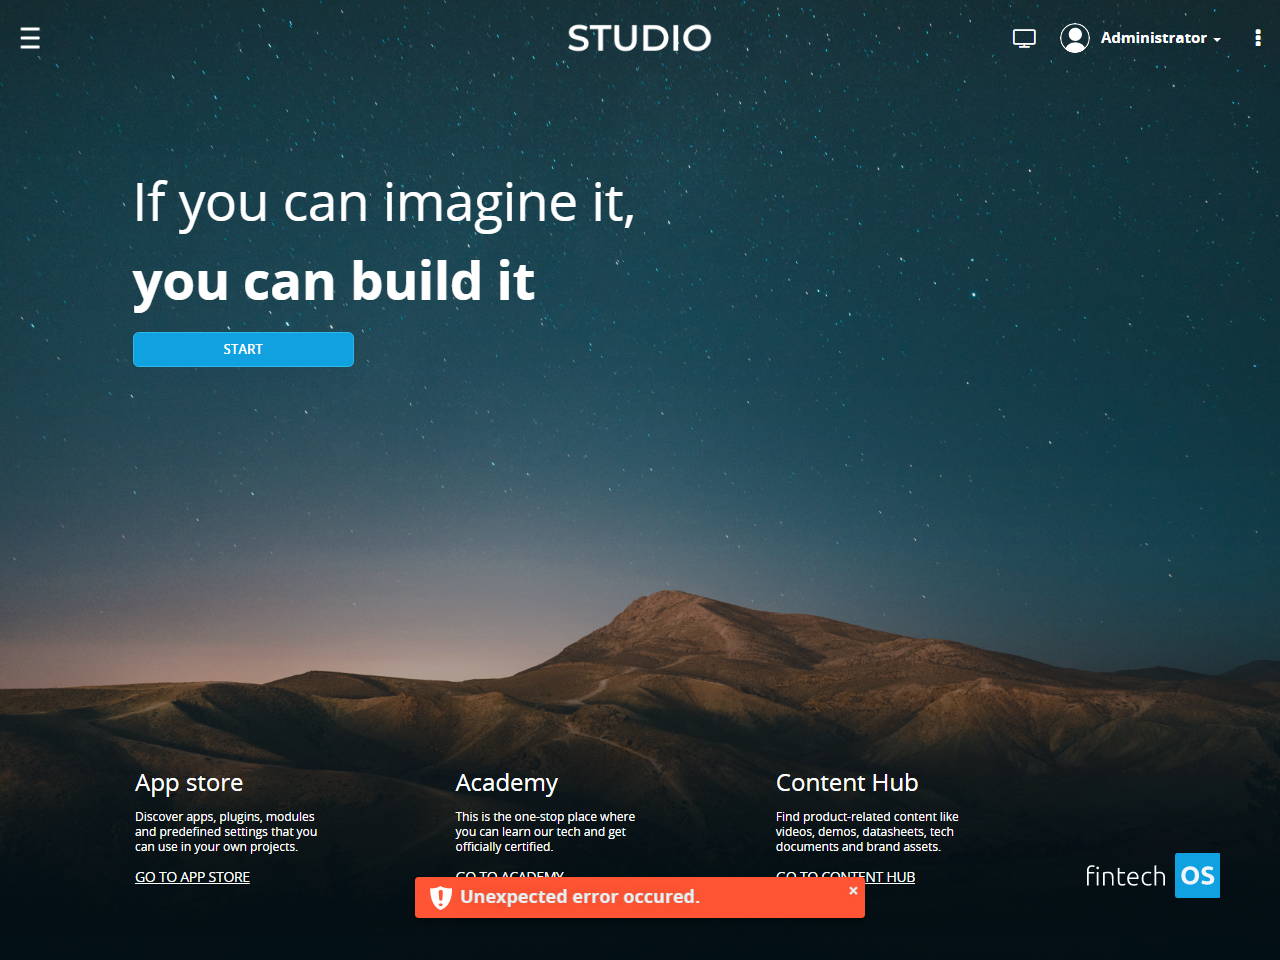 STUDIO
Administrator
If you can imagine it,
you can build it
START
App store
Discover apps, plugins, modules
and predefined settings that you
can use in your own projects.
GO TO APP STORE
Academy
This is the one-stop place where
you can learn our tech and get
officially certified.
GO TO ACADEMY
Content Hub
Find product-related content like
videos, demos, datasheets, tech
documents and brand assets.
GO TO CONTENT HUB
fintech OS
Unexpected error occured.